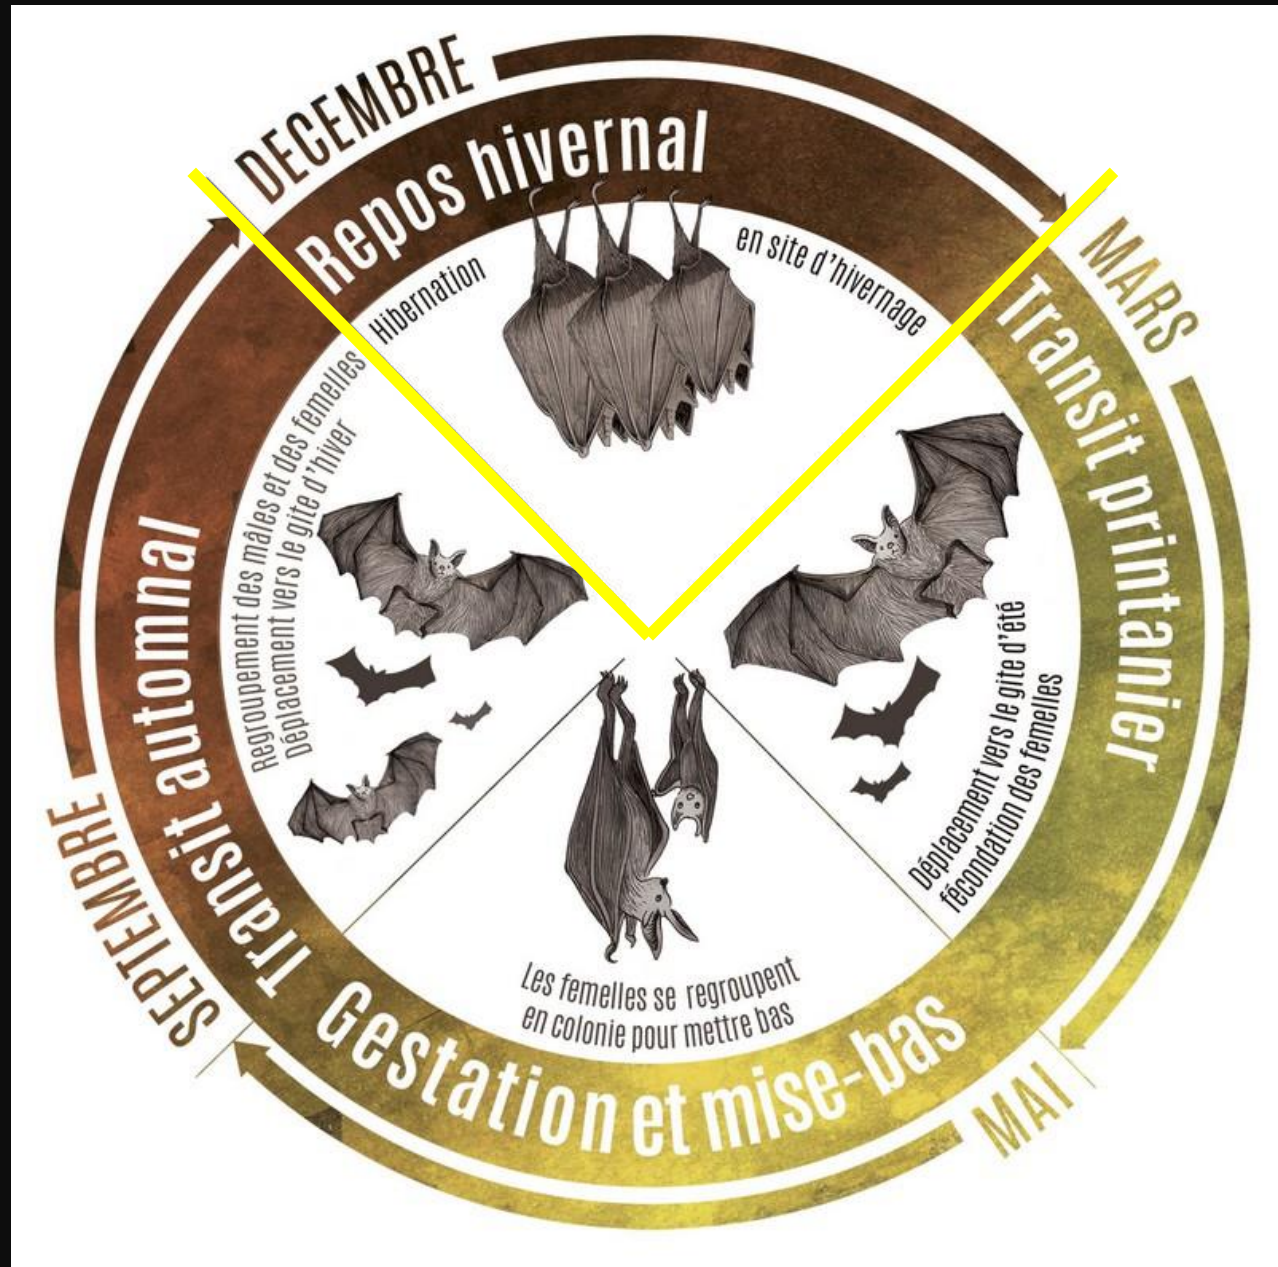 DECEMBRE
Repos hivernal
Hibernation
en site d'hivernage
MARS
Transit printanier
Déplacement vers le gite d'été
fécondation des femelles
MAI
Gestation et mise-bas
Les femelles se regroupent
en colonie pour mettre bas
SEPTEMBRE
Transit automnal
Regroupement des mâles et des femelles
Déplacement vers le gite d'hiver